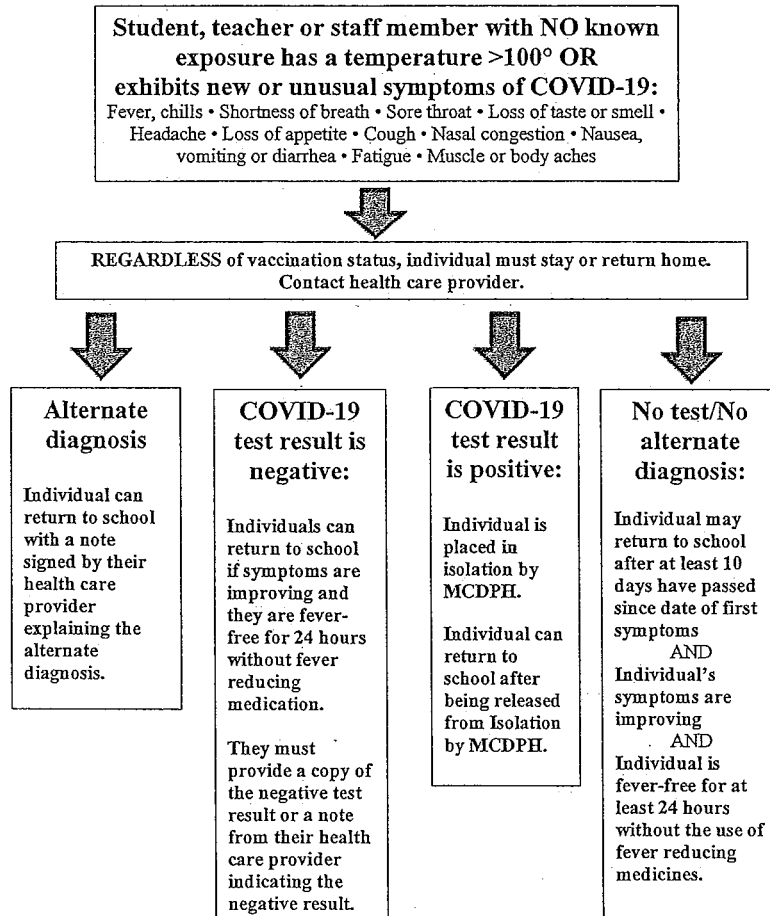 Student, teacher or staff member with NO known
exposure has a temperature >100° OR
exhibits new or unusual symptoms of COVID-19:
Fever, chills • Shortness of breath • Sore throat • Loss of taste or smell •
Headache • Loss of appetite • Cough • Nasal congestion • Nausea,
vomiting or diarrhea • Fatigue • Muscle or body aches
REGARDLESS of vaccination status, individual must stay or return home.
Contact health care provider.
Alternate
diagnosis
Individual can
return to school
with a note
signed by their
health care
provider
explaining the
alternate
diagnosis.
COVID-19
test result is
negative:
Individuals can
return to school
if symptoms are
improving and
they are fever-
free for 24 hours
without fever
reducing
medication.
They must
provide a copy of
the negative test
result or a note
from their health
care provider
indicating the
negative result.
COVID-19
test result
is positive:
Individual is
placed in
isolation by
MCDPH.
Individual can
return to
school after
being released
from Isolation
by MCDPH.
No test/No
alternate
diagnosis:
Individual may
return to school
after at least 10
days have passed
since date of first
symptoms
AND
Individual's
symptoms are
improving
AND
Individual is
fever-free for at
least 24 hours
without the use of
fever reducing
medicines.